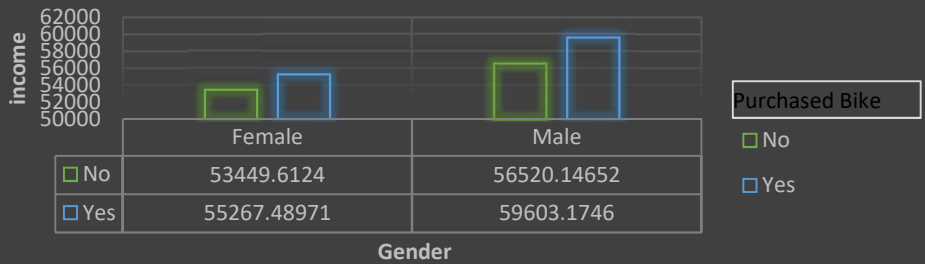 62000
60000
58000
56000
54000
52000
50000
income
Female Male
No 53449.6124 56520.14652
Yes 55267.48971 59603.1746
Gender
Purchased Bike
No
Yes